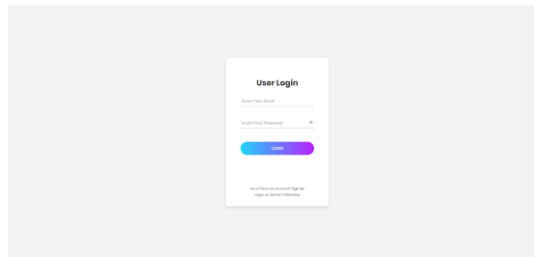 User Login
Insert Your Email
Insert Your Password
LOGIN
Don't have an account? Sign Up
Login as Admin? Click here